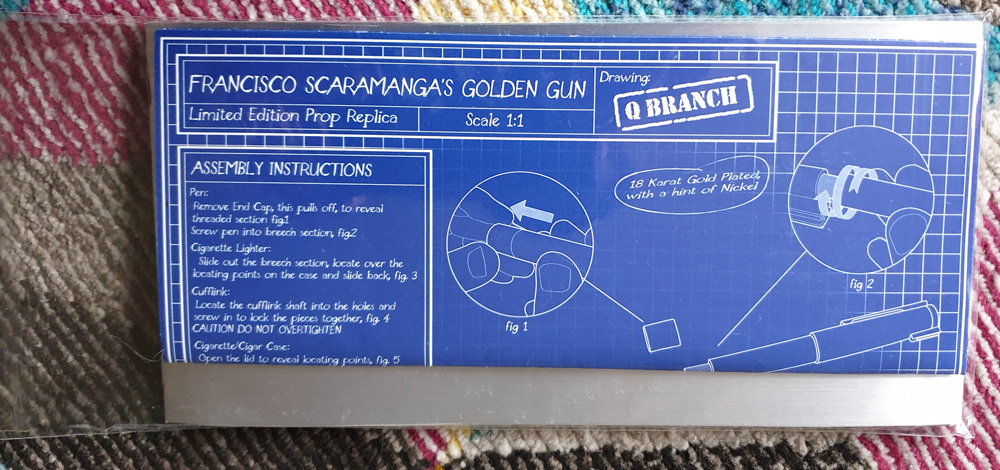 FRANCISCO SCARAMANGA'S GOLDEN GUN
Limited Edition Prop Replica
Scale 1:1
Drawing:
Q BRANCH
ASSEMBLY INSTRUCTIONS
Pen:
Remove End Cap, this pulls off, to reveal
threaded section fig.1
Screw pen into breech section, fig.2
Cigarette Lighter:
Slide out the breech section, locate over the
locating points on the case and slide back, fig. 3
Cufflink:
Locate the cufflink shaft into the holes and
screw in to lock the pieces together, fig. 4
CAUTION DO NOT OVERTIGHTEN
Cigarette/Cigar Case:
Open the lid to reveal locating points, fig. 5
fig 1
18 Karat Gold Plated,
with a hint of Nickel
fig 2